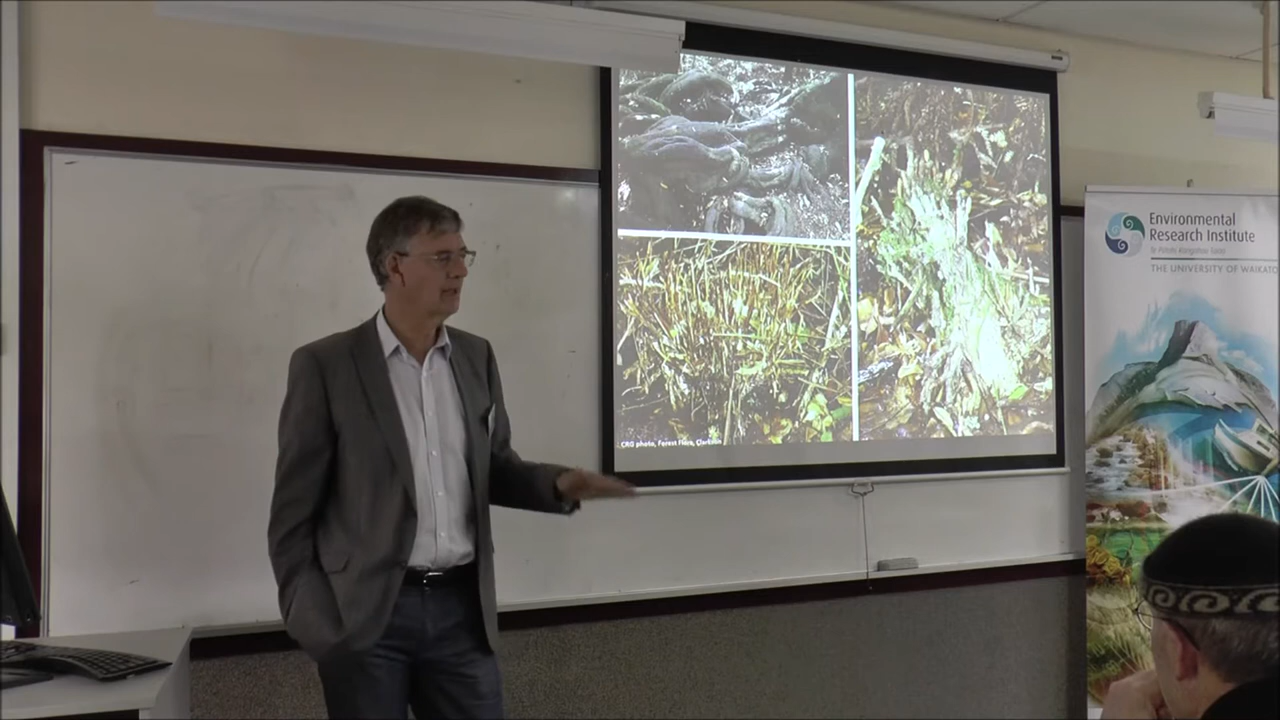 CRG photo, Forest Flora, Clarkson
Environmental
Research Institute
THE UNIVERSITY OF WAIKATO